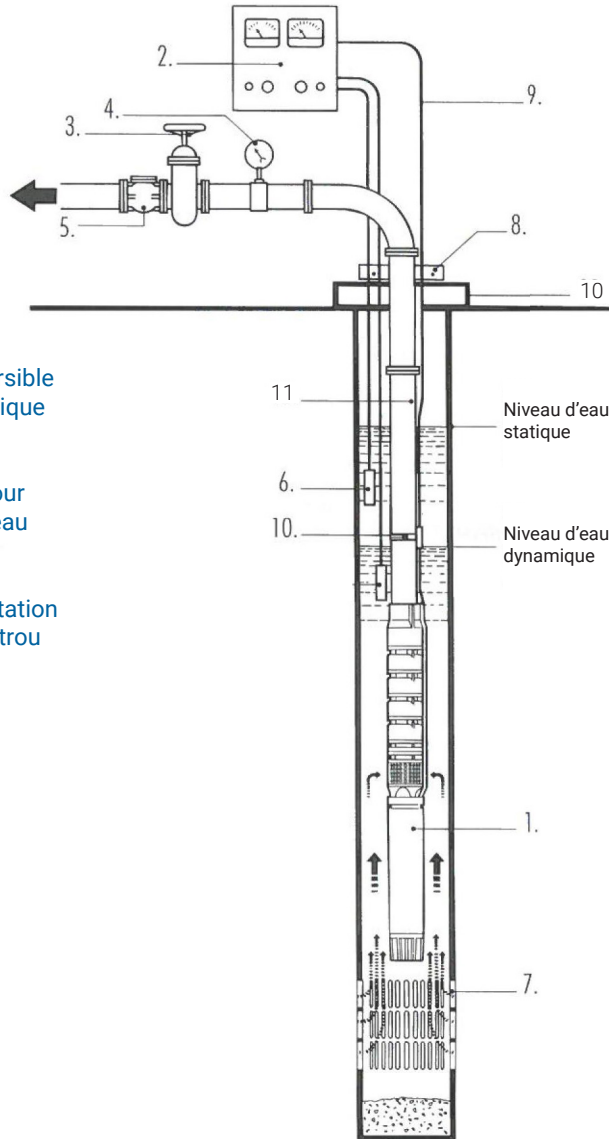 2.
9.
4.
3.
5.
8.
10
rsible
ique
11
Niveau d'eau
statique
our
eau
6.
10.
Niveau d'eau
dynamique
tation
trou
1.
7.